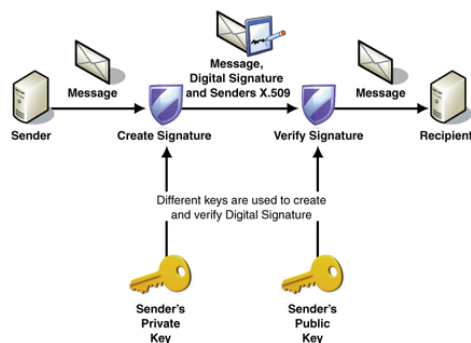 Message
Message,
Digital Signature
and Senders X.509
Message
Sender
Create Signature
Verify Signature
Recipient
Different keys are used to create
and verify Digital Signature
Sender's
Private
Key
Sender's
Public
Key